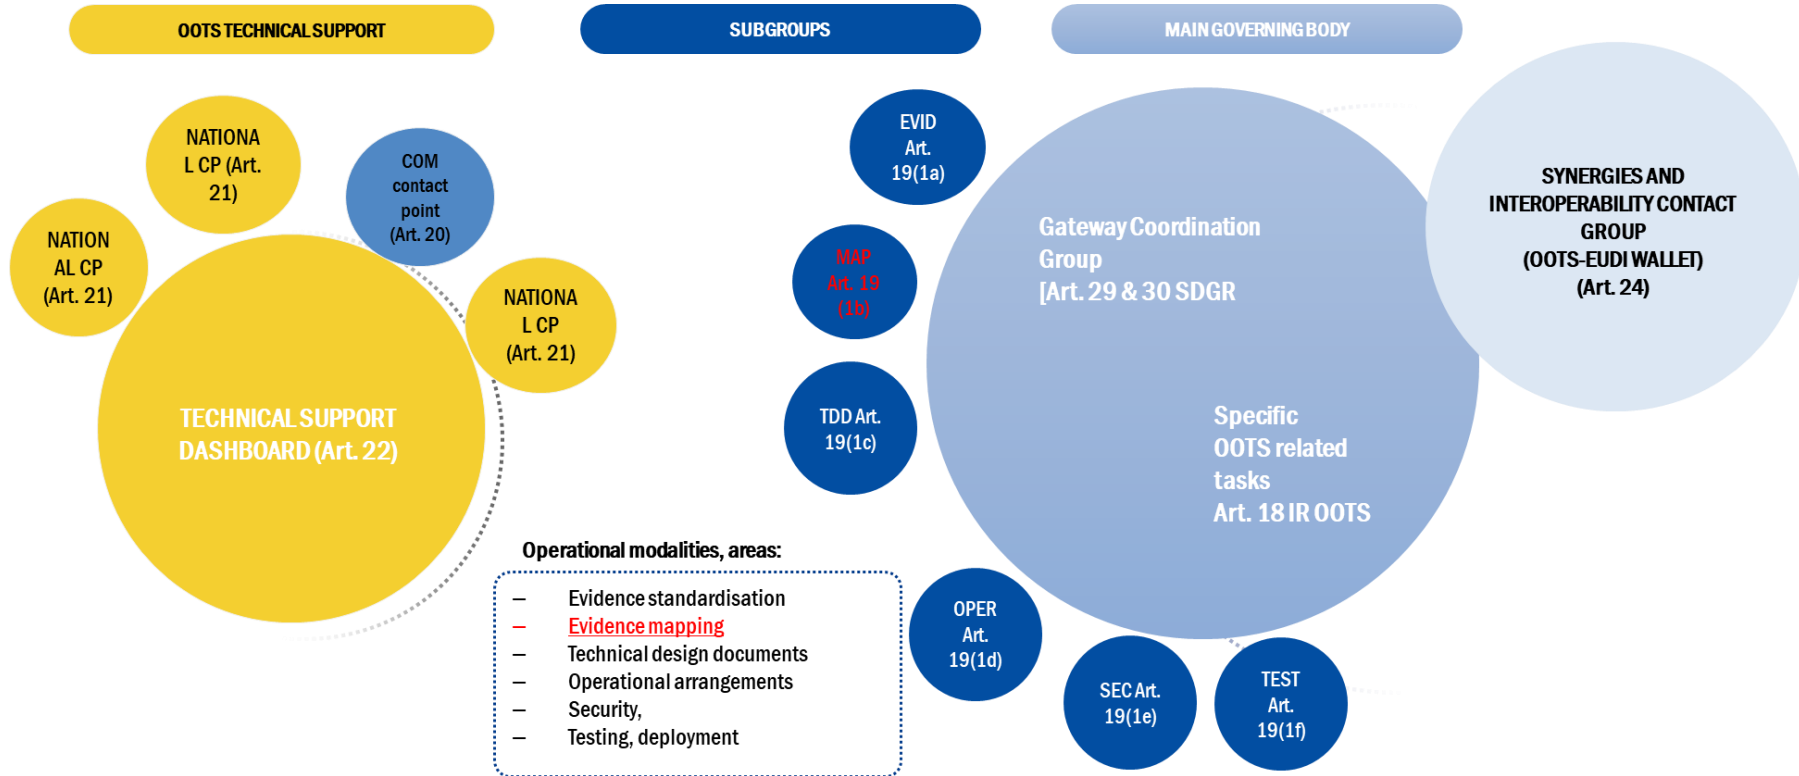 OOTS TECHNICAL SUPPORT
SUBGROUPS
MAIN GOVERNING BODY
NATIONA
L CP (Art.
21)
COM
contact
point
(Art. 20)
NATION
AL CP
(Art. 21)
NATIONA
L CP
(Art. 21)
TECHNICAL SUPPORT
DASHBOARD (Art. 22)
EVID
Art.
19(1a)
MAP
Art. 19
(1b)
TDD Art.
19(1c)
OPER
Art.
19(1d)
SEC Art.
19(1e)
TEST
Art.
19(1f)
Gateway Coordination
Group
[Art. 29 & 30 SDGR
Specific
OOTS related
tasks
Art. 18 IR OOTS
SYNERGIES AND
INTEROPERABILITY CONTACT
GROUP
(OOTS-EUDI WALLET)
(Art. 24)
Operational modalities, areas:
– Evidence standardisation
– Evidence mapping
– Technical design documents
– Operational arrangements
– Security,
– Testing, deployment